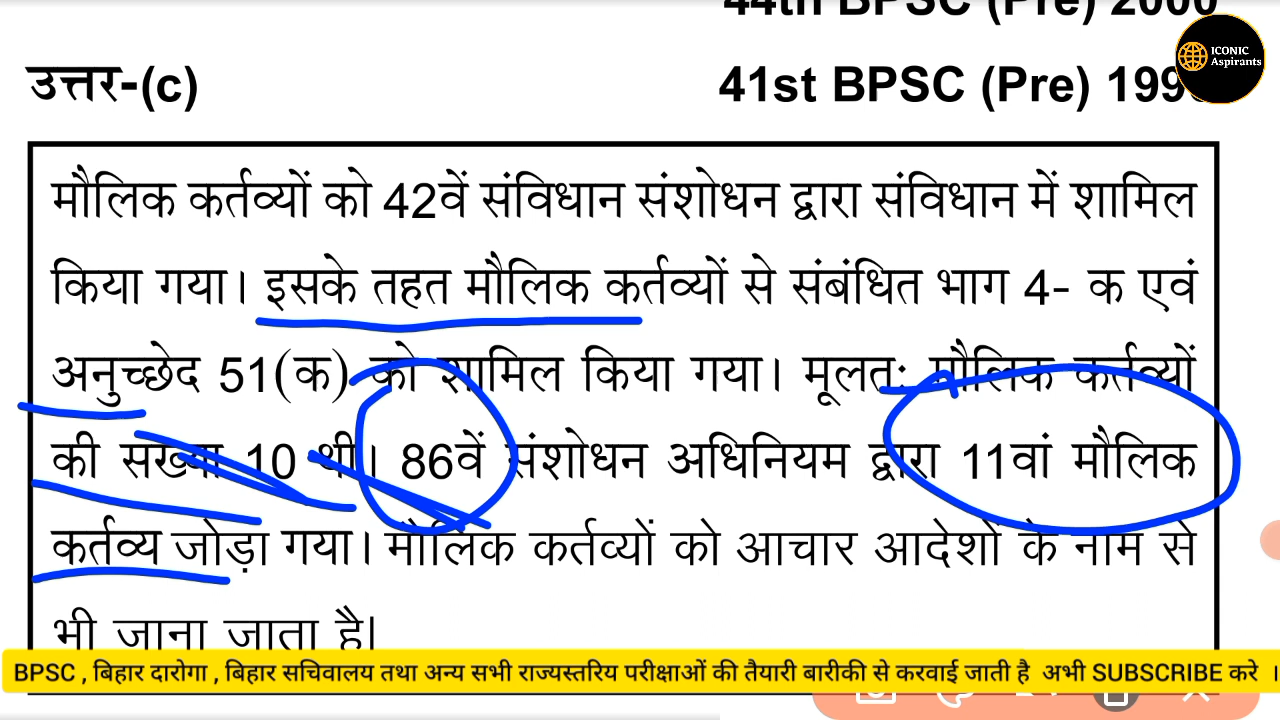 44th BPSC (Pre) 2000
ICONIC
Aspirants
उत्तर-(c) 41st BPSC (Pre)
मौलिक कर्तव्यों को 42वें संविधान संशोधन द्वारा संविधान में शामिल
किया गया। इसके तहत मौलिक कर्तव्यों से संबंधित भाग 4- क एवं
अनुच्छेद 51(क) को शामिल किया गया। मूलतः मौलिक कर्तव्यों
की संख्या 10 थी। 86वें संशोधन अधिनियम द्वारा 11वां मौलिक
कर्तव्य जोड़ा गया। मौलिक कर्तव्यों को आचार आदेशों के नाम से
भी जाना जाता है।
BPSC , बिहार दारोगा , बिहार सचिवालय तथा अन्य सभी राज्यस्तरिय परीक्षाओं की तैयारी बारीकी से करवाई जाती है अभी SUBSCRIBE करे ।